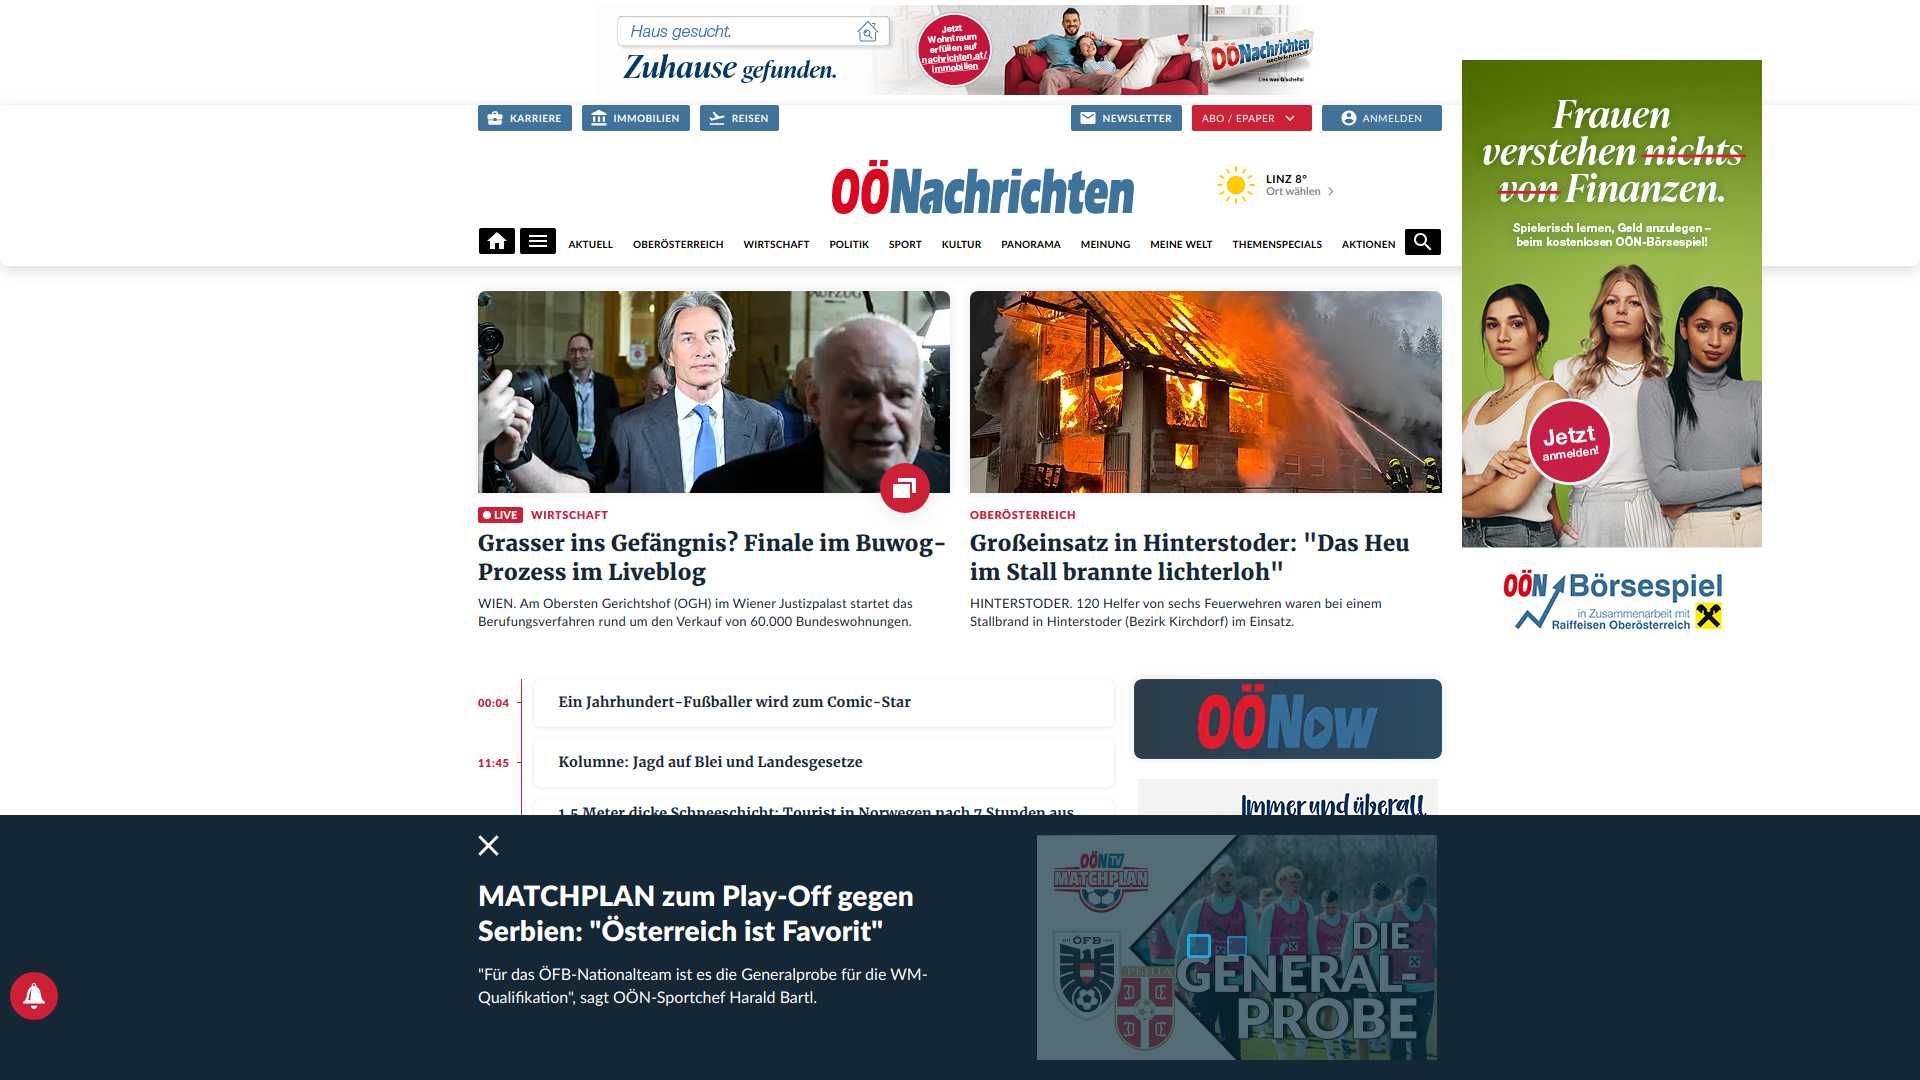 Haus gesucht.
Zuhause gefunden.
Jetzt
Wohntraum
erfüllen auf
nachrichten.at/
immobilien
OÖNachrichten
Lies was G'scheits!
KARRIERE
IMMOBILIEN
REISEN
NEWSLETTER
ABO / EPAPER
ANMELDEN
OÖNachrichten
LINZ 8°
Ort wählen
AKTUELL
OBERÖSTERREICH
WIRTSCHAFT
POLITIK
SPORT
KULTUR
PANORAMA
MEINUNG
MEINE WELT
THEMENSPECIALS
AKTIONEN
Frauen
verstehen nichts
von Finanzen.
Spielerisch lernen, Geld anzulegen –
beim kostenlosen OÖN-Börsespiel!
Jetzt
anmelden!
OÖN Börsespiel
in Zusammenarbeit mit
Raiffeisen Oberösterreich
AUFZUG
LIVE WIRTSCHAFT
Grasser ins Gefängnis? Finale im Buwog-
Prozess im Liveblog
WIEN. Am Obersten Gerichtshof (OGH) im Wiener Justizpalast startet das
Berufungsverfahren rund um den Verkauf von 60.000 Bundeswohnungen.
OBERÖSTERREICH
Großeinsatz in Hinterstoder: "Das Heu
im Stall brannte lichterloh"
HINTERSTODER. 120 Helfer von sechs Feuerwehren waren bei einem
Stallbrand in Hinterstoder (Bezirk Kirchdorf) im Einsatz.
00:04
Ein Jahrhundert-Fußballer wird zum Comic-Star
11:45
Kolumne: Jagd auf Blei und Landesgesetze
1,5 Meter dicke Schneeschicht: Tourist in Norwegen nach 7 Stunden aus
OÖNow
Immer und überall
MATCHPLAN zum Play-Off gegen
Serbien: "Österreich ist Favorit"
"Für das ÖFB-Nationalteam ist es die Generalprobe für die WM-
Qualifikation", sagt OÖN-Sportchef Harald Bartl.
OÖN TV
MATCHPLAN
ÖFB
DIE
GENERAL-
PROBE